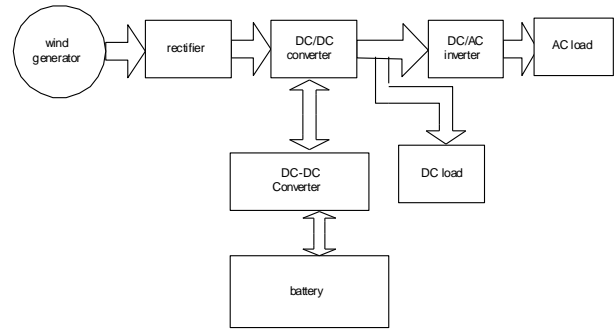 wind
generator
rectifier
DC/DC
converter
DC/AC
inverter
AC load
DC-DC
Converter
DC load
battery